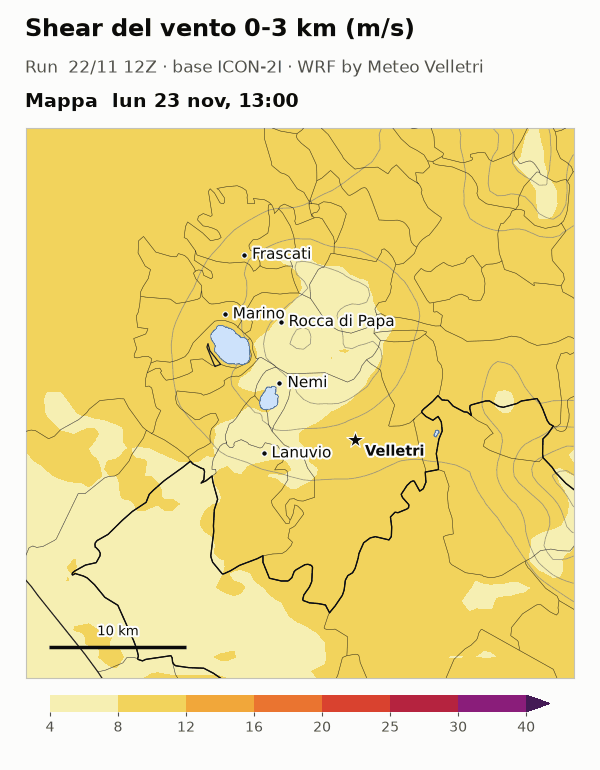 Shear del vento 0-3 km (m/s)
Run  22/11 12Z · base ICON-2I · WRF by Meteo Velletri
Mappa  lun 23 nov, 13:00
Frascati
Marino
Rocca di Papa
Nemi
Velletri
Lanuvio
10 km
4 8 12 16 20 25 30 40